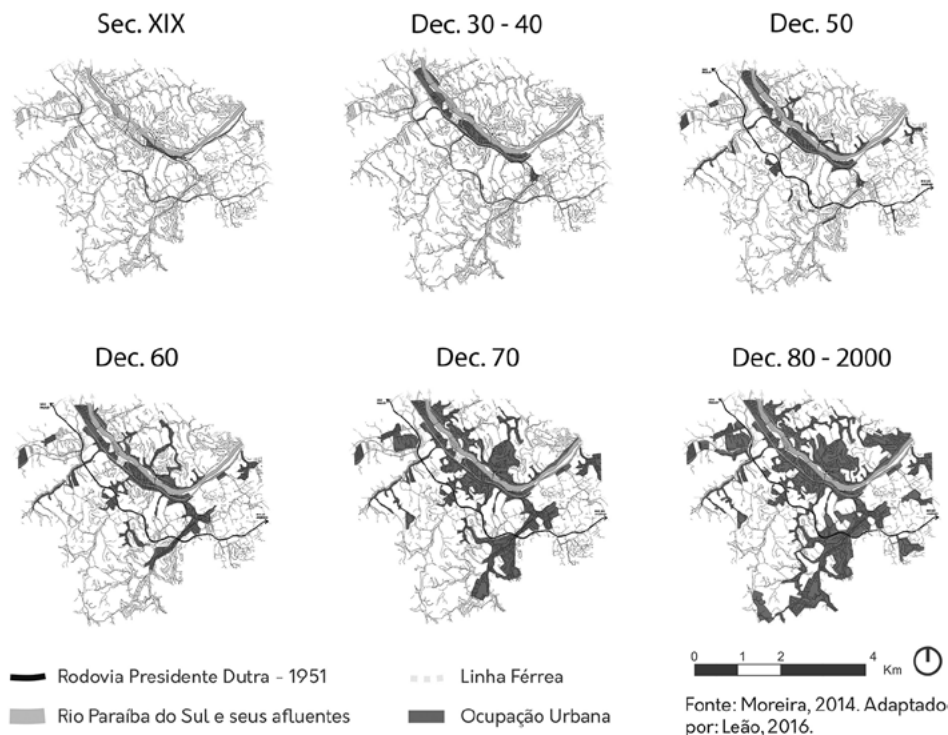 Sec. XIX
Dec. 30 - 40
Dec. 50
Dec. 60
Dec. 70
Dec. 80 - 2000
Rodovia Presidente Dutra - 1951
Linha Férrea
Rio Paraíba do Sul e seus afluentes
Ocupação Urbana
0 1 2 4 Km
Fonte: Moreira, 2014. Adaptado
por: Leão, 2016.